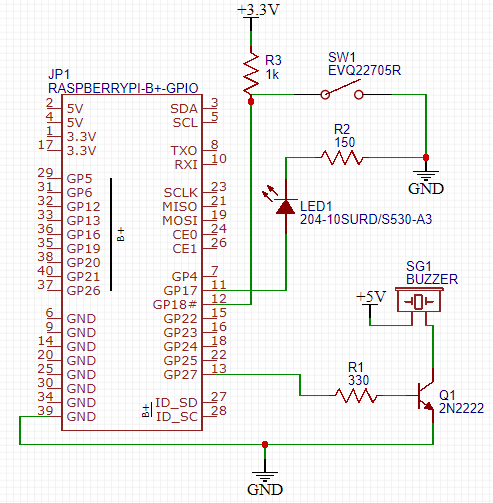 +3.3V
R3
1k
SW1
EVQ22705R
JP1
RASPBERRYPI-B+-GPIO
2 5V SDA 3
4 5V SCL 5
1 3.3V
17 3.3V TXO 8
RXI 10
29 GP5
31 GP6 SCLK 23
32 GP12 MISO 21
33 GP13 MOSI 19
36 GP16 CE0 24
35 GP19 CE1 26
38 GP20
40 GP21 GP4 7
37 GP26 GP17 11
GP18# 12
6 GND GP22 15
9 GND GP23 16
14 GND GP24 18
20 GND GP25 22
25 GND GP27 13
30 GND
34 GND ID_SD 27
39 GND ID_SC 28
B+
B+
R2
150
GND
LED1
204-10SURD/S530-A3
SG1
BUZZER
+5V
R1
330
Q1
2N2222
GND